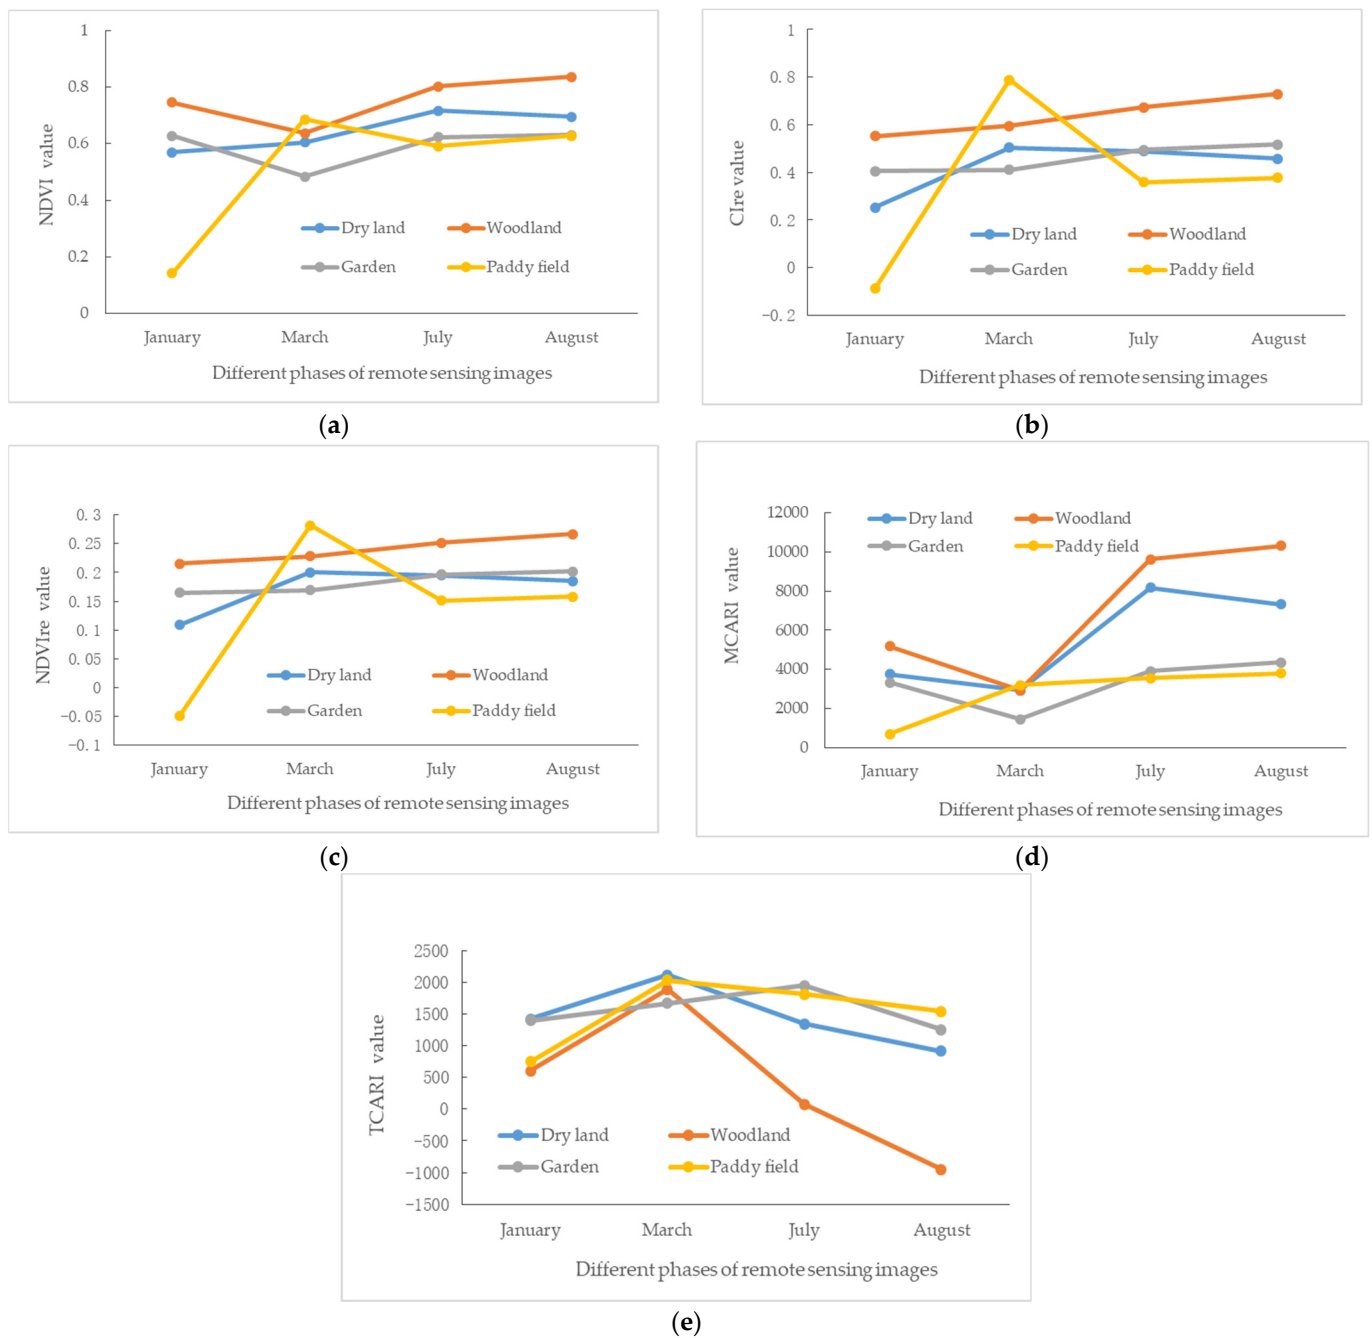 1
0.8
0.6
0.4
0.2
0
NDVI value
Dry land
Woodland
Garden
Paddy field
January
March
July
August
Different phases of remote sensing images
(a)
1
0.8
0.6
0.4
0.2
0
−0.2
CIre value
Dry land
Woodland
Garden
Paddy field
January
March
July
August
Different phases of remote sensing images
(b)
0.3
0.25
0.2
0.15
0.1
0.05
0
−0.05
−0.1
NDVIre value
Dry land
Woodland
Garden
Paddy field
January
March
July
August
Different phases of remote sensing images
(c)
12000
10000
8000
6000
4000
2000
0
MCARI value
Dry land
Woodland
Garden
Paddy field
January
March
July
August
Different phases of remote sensing images
(d)
2500
2000
1500
1000
500
0
−500
−1000
−1500
TCARI value
Dry land
Woodland
Garden
Paddy field
January
March
July
August
Different phases of remote sensing images
(e)